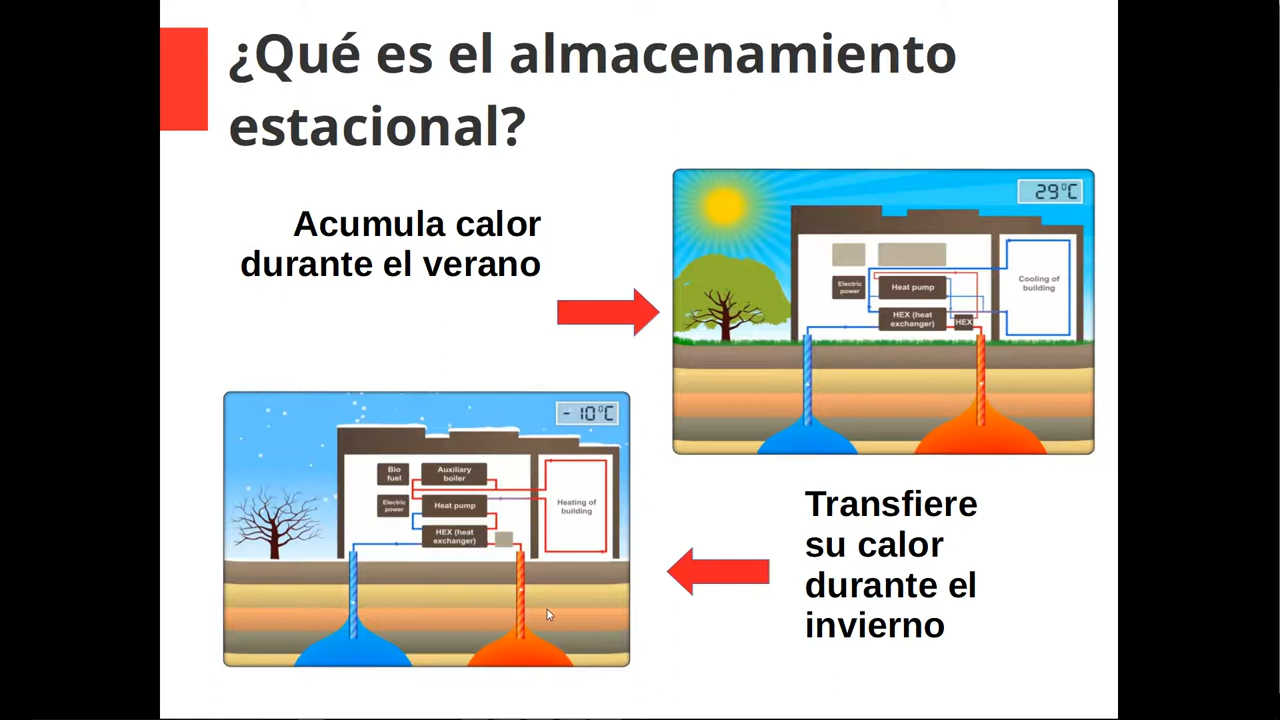 ¿Qué es el almacenamiento
estacional?
Acumula calor
durante el verano
29°C
Electric
power
Heat pump
HEX (heat
exchanger)
HEX
Cooling of
building
-10°C
Bio
fuel
Auxiliary
boiler
Electric
power
Heat pump
HEX (heat
exchanger)
Heating of
building
Transfiere
su calor
durante el
invierno